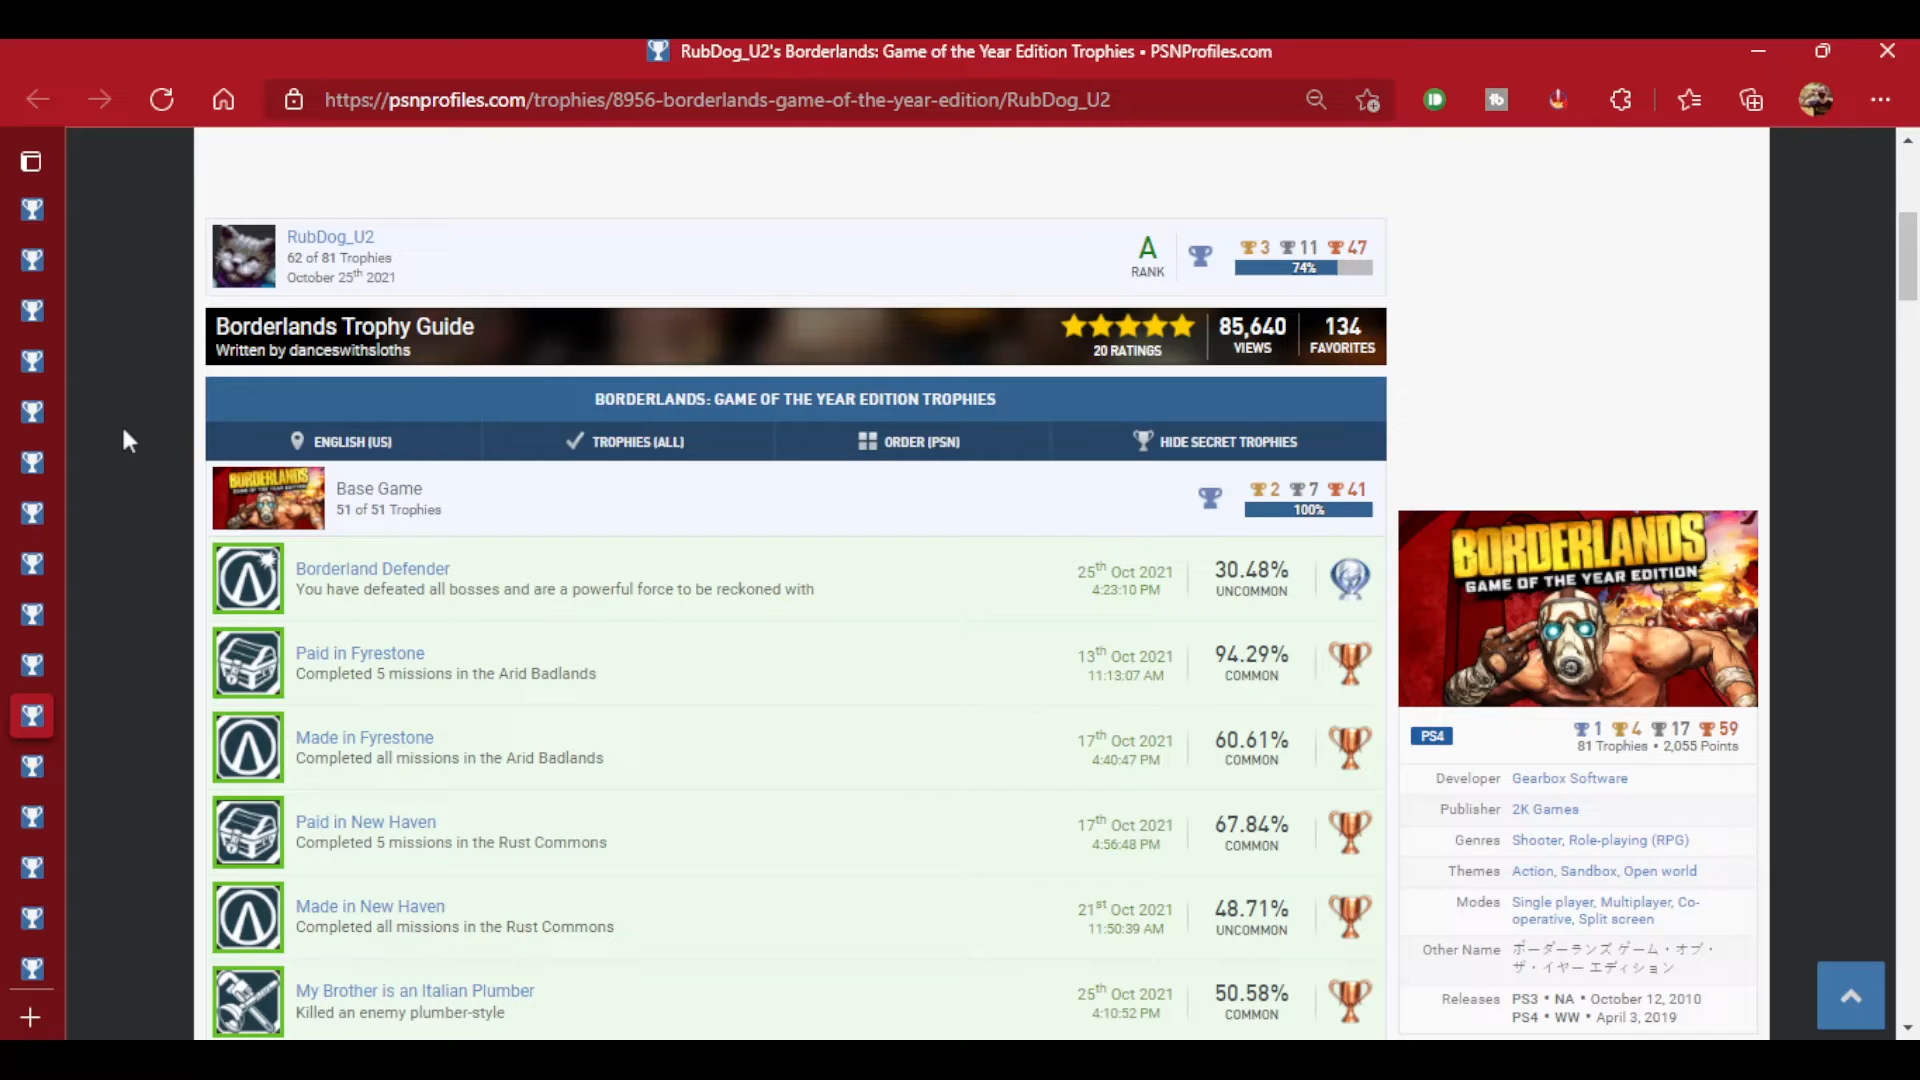 RubDog_U2's Borderlands: Game of the Year Edition Trophies • PSNProfiles.com
https://psnprofiles.com/trophies/8956-borderlands-game-of-the-year-edition/RubDog_U2
RubDog_U2
62 of 81 Trophies
October 25th 2021
A
RANK
3 11 47
74%
Borderlands Trophy Guide
Written by danceswithsloths
20 RATINGS
85,640
VIEWS
134
FAVORITES
BORDERLANDS: GAME OF THE YEAR EDITION TROPHIES
ENGLISH (US) TROPHIES (ALL) ORDER (PSN) HIDE SECRET TROPHIES
BORDERLANDS
GAME OF THE YEAR EDITION
Base Game
51 of 51 Trophies
2 7 41
100%
Borderland Defender
You have defeated all bosses and are a powerful force to be reckoned with
25th Oct 2021
4:23:10 PM
30.48%
UNCOMMON
Paid in Fyrestone
Completed 5 missions in the Arid Badlands
13th Oct 2021
11:13:07 AM
94.29%
COMMON
Made in Fyrestone
Completed all missions in the Arid Badlands
17th Oct 2021
4:40:47 PM
60.61%
COMMON
Paid in New Haven
Completed 5 missions in the Rust Commons
17th Oct 2021
4:56:48 PM
67.84%
COMMON
Made in New Haven
Completed all missions in the Rust Commons
21st Oct 2021
11:50:39 AM
48.71%
UNCOMMON
My Brother is an Italian Plumber
Killed an enemy plumber-style
25th Oct 2021
4:10:52 PM
50.58%
COMMON
BORDERLANDS
GAME OF THE YEAR EDITION
PS4
1 4 17 59
81 Trophies • 2,055 Points
Developer Gearbox Software
Publisher 2K Games
Genres Shooter, Role-playing (RPG)
Themes Action, Sandbox, Open world
Modes Single player, Multiplayer, Co-
operative, Split screen
Other Name ボーダーランズ ゲーム・オブ・
ザ・イヤー エディション
Releases PS3 • NA • October 12, 2010
PS4 • WW • April 3, 2019